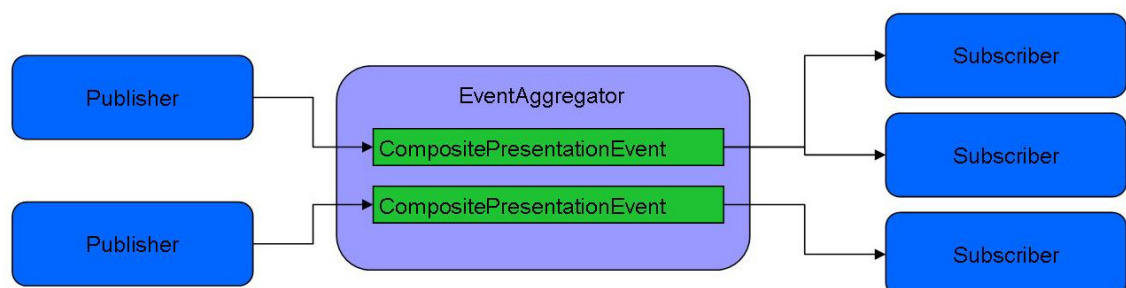 Publisher
Publisher
EventAggregator
CompositePresentationEvent
CompositePresentationEvent
Subscriber
Subscriber
Subscriber